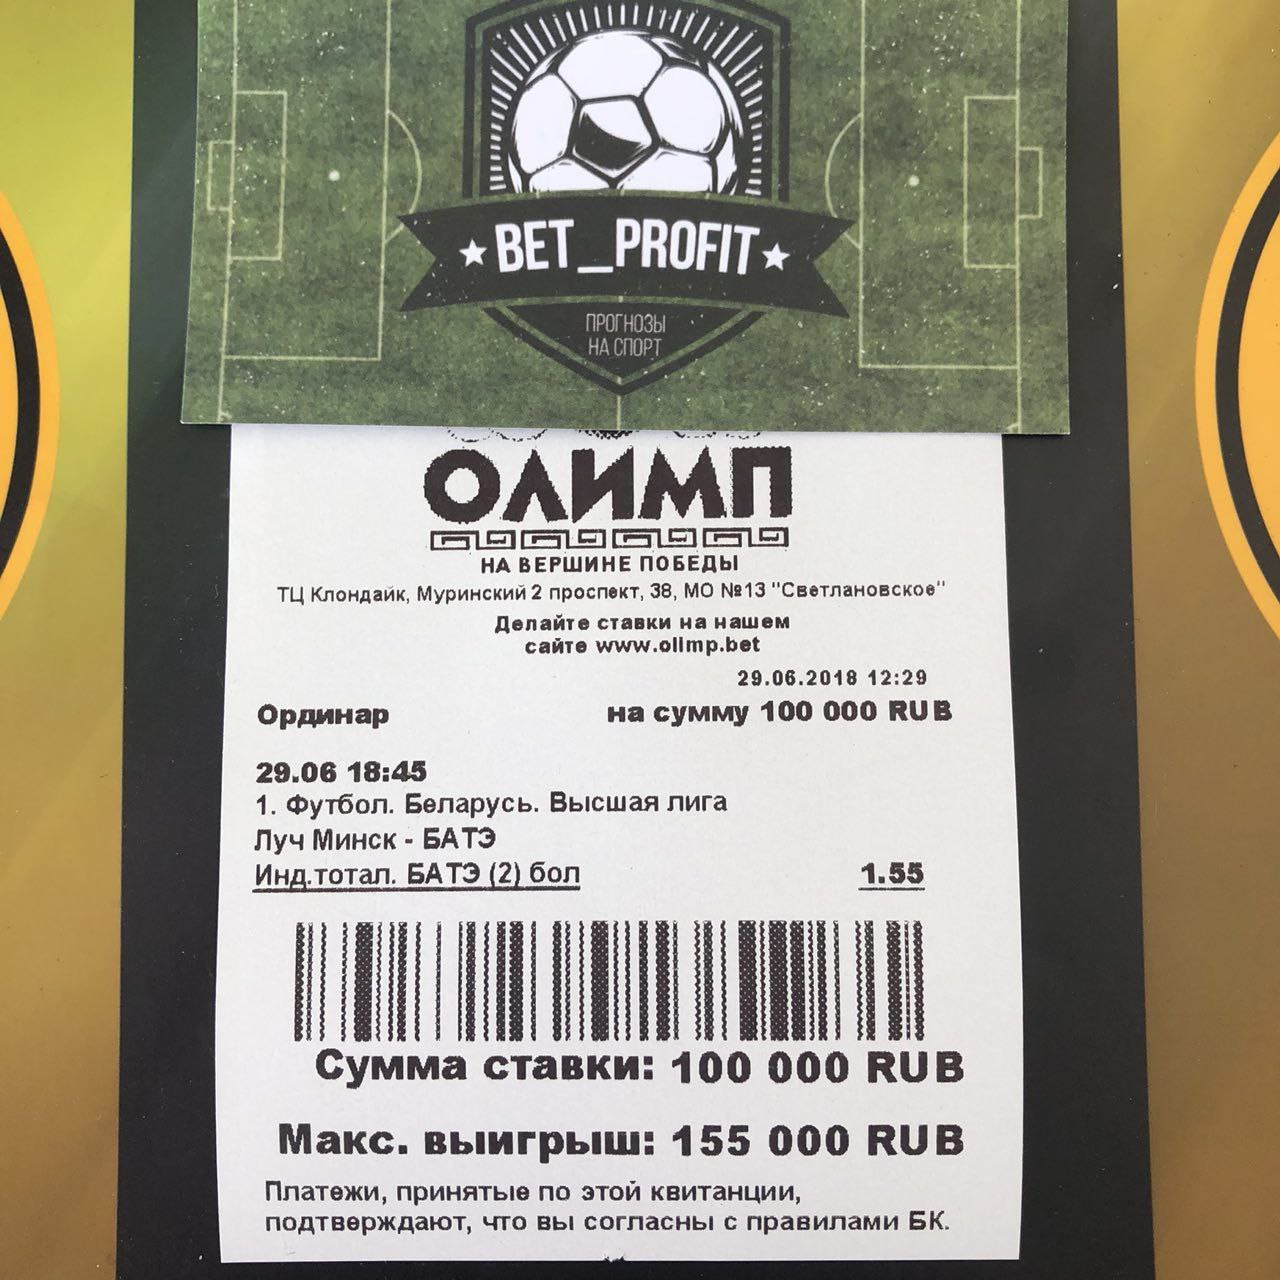 BET_PROFIT
ПРОГНОЗЫ
НА СПОРТ
ОЛИМП
НА ВЕРШИНЕ ПОБЕДЫ
ТЦ Клондайк, Муринский 2 проспект, 38, МО №13 "Светлановское"
Делайте ставки на нашем
сайте www.olimp.bet
29.06.2018 12:29
Ординар на сумму 100 000 RUB
29.06 18:45
1. Футбол. Беларусь. Высшая лига
Луч Минск - БАТЭ
Инд.тотал. БАТЭ (2) бол 1.55
Сумма ставки: 100 000 RUB
Макс. выигрыш: 155 000 RUB
Платежи, принятые по этой квитанции,
подтверждают, что вы согласны с правилами БК.